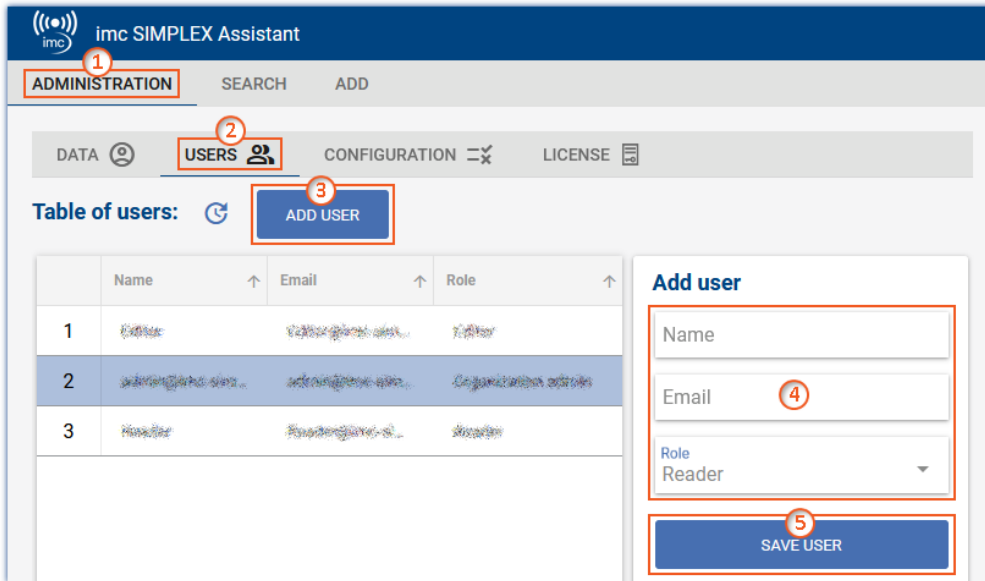 imc
imc SIMPLEX Assistant
1
ADMINISTRATION SEARCH ADD
2
DATA USERS CONFIGURATION LICENSE
3
Table of users: ADD USER
Name Email Role
Add user
1
Name
2
Email
4
3
Role
Reader
5
SAVE USER